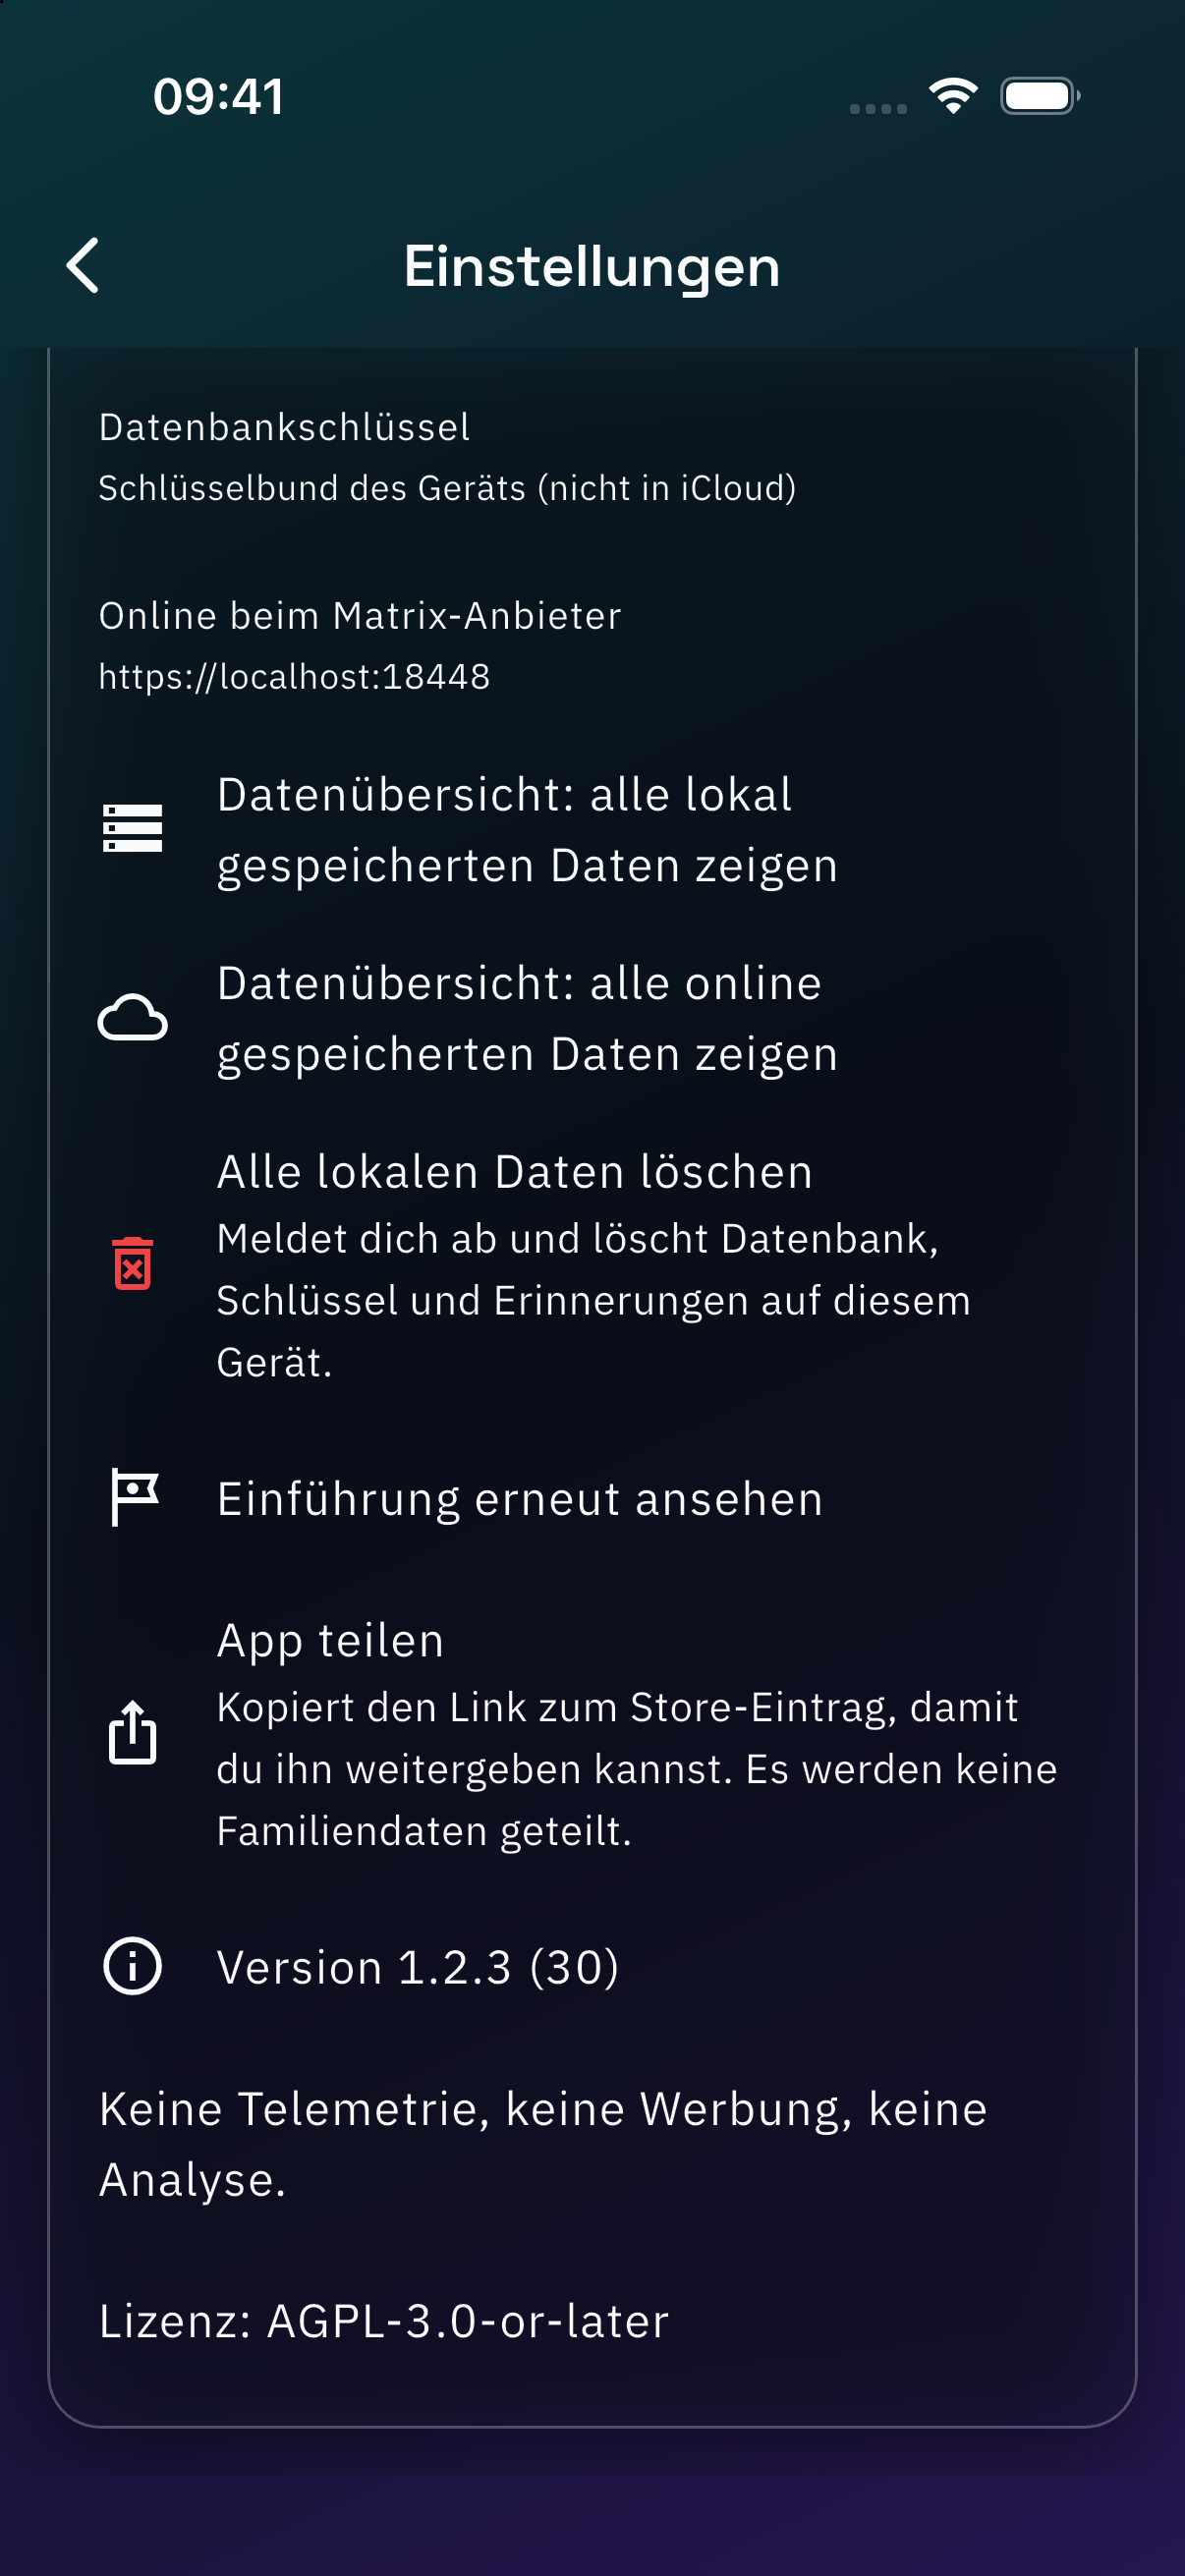 09:41
Einstellungen
Datenbankschlüssel
Schlüsselbund des Geräts (nicht in iCloud)
Online beim Matrix-Anbieter
https://localhost:18448
Datenübersicht: alle lokal
gespeicherten Daten zeigen
Datenübersicht: alle online
gespeicherten Daten zeigen
Alle lokalen Daten löschen
Meldet dich ab und löscht Datenbank,
Schlüssel und Erinnerungen auf diesem
Gerät.
Einführung erneut ansehen
App teilen
Kopiert den Link zum Store-Eintrag, damit
du ihn weitergeben kannst. Es werden keine
Familiendaten geteilt.
Version 1.2.3 (30)
Keine Telemetrie, keine Werbung, keine
Analyse.
Lizenz: AGPL-3.0-or-later